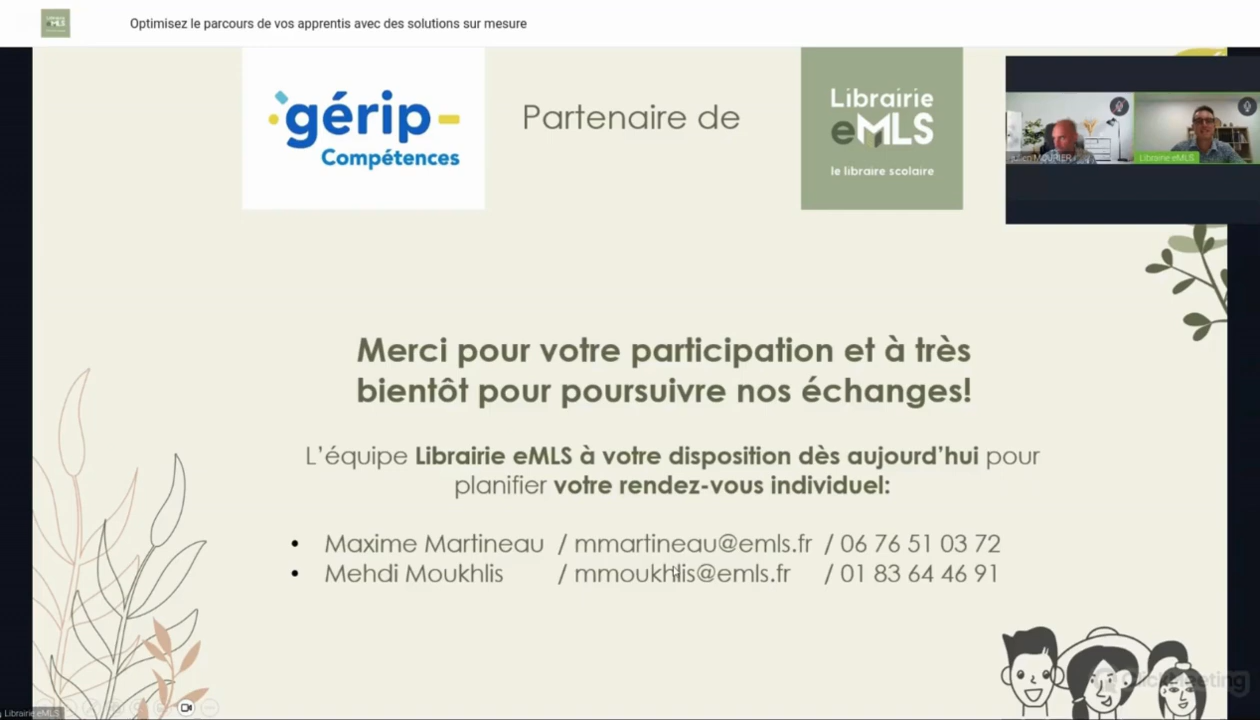 Optimisez le parcours de vos apprentis avec des solutions sur mesure
gérip
Compétences
Partenaire de
Librairie
eMLS
le libraire scolaire
Librairie eMLS
Merci pour votre participation et à très
bientôt pour poursuivre nos échanges!
L'équipe Librairie eMLS à votre disposition dès aujourd'hui pour
planifier votre rendez-vous individuel:
• Maxime Martineau / mmartineau@emls.fr / 06 76 51 03 72
• Mehdi Moukhlis / mmoukhlis@emls.fr / 01 83 64 46 91
ClickMeeting
Librairie eMLS